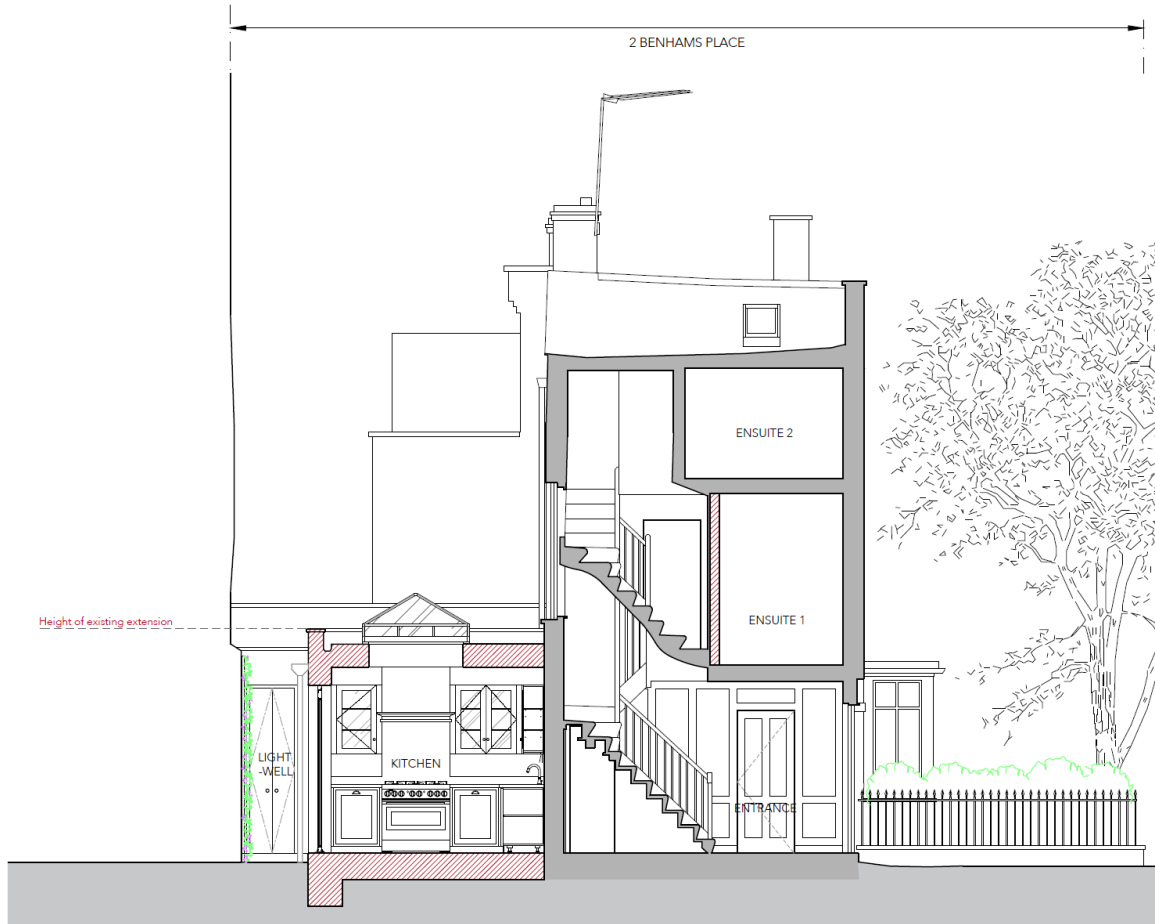 2 BENHAMS PLACE
ENSUITE 2
Height of existing extension
ENSUITE 1
LIGHT
-WELL
KITCHEN
ENTRANCE